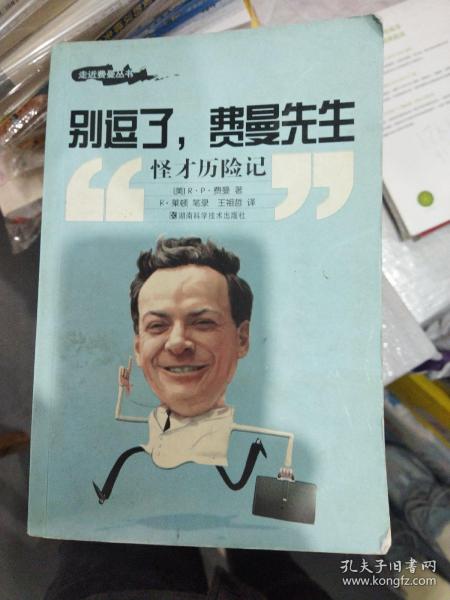 走近费曼丛书
别逗了，费曼先生
“怪才历险记”
[美]R·P·费曼 著
R·莱顿 笔录 王祖哲 译
湖南科学技术出版社
孔夫子旧书网
www.kongfz.com